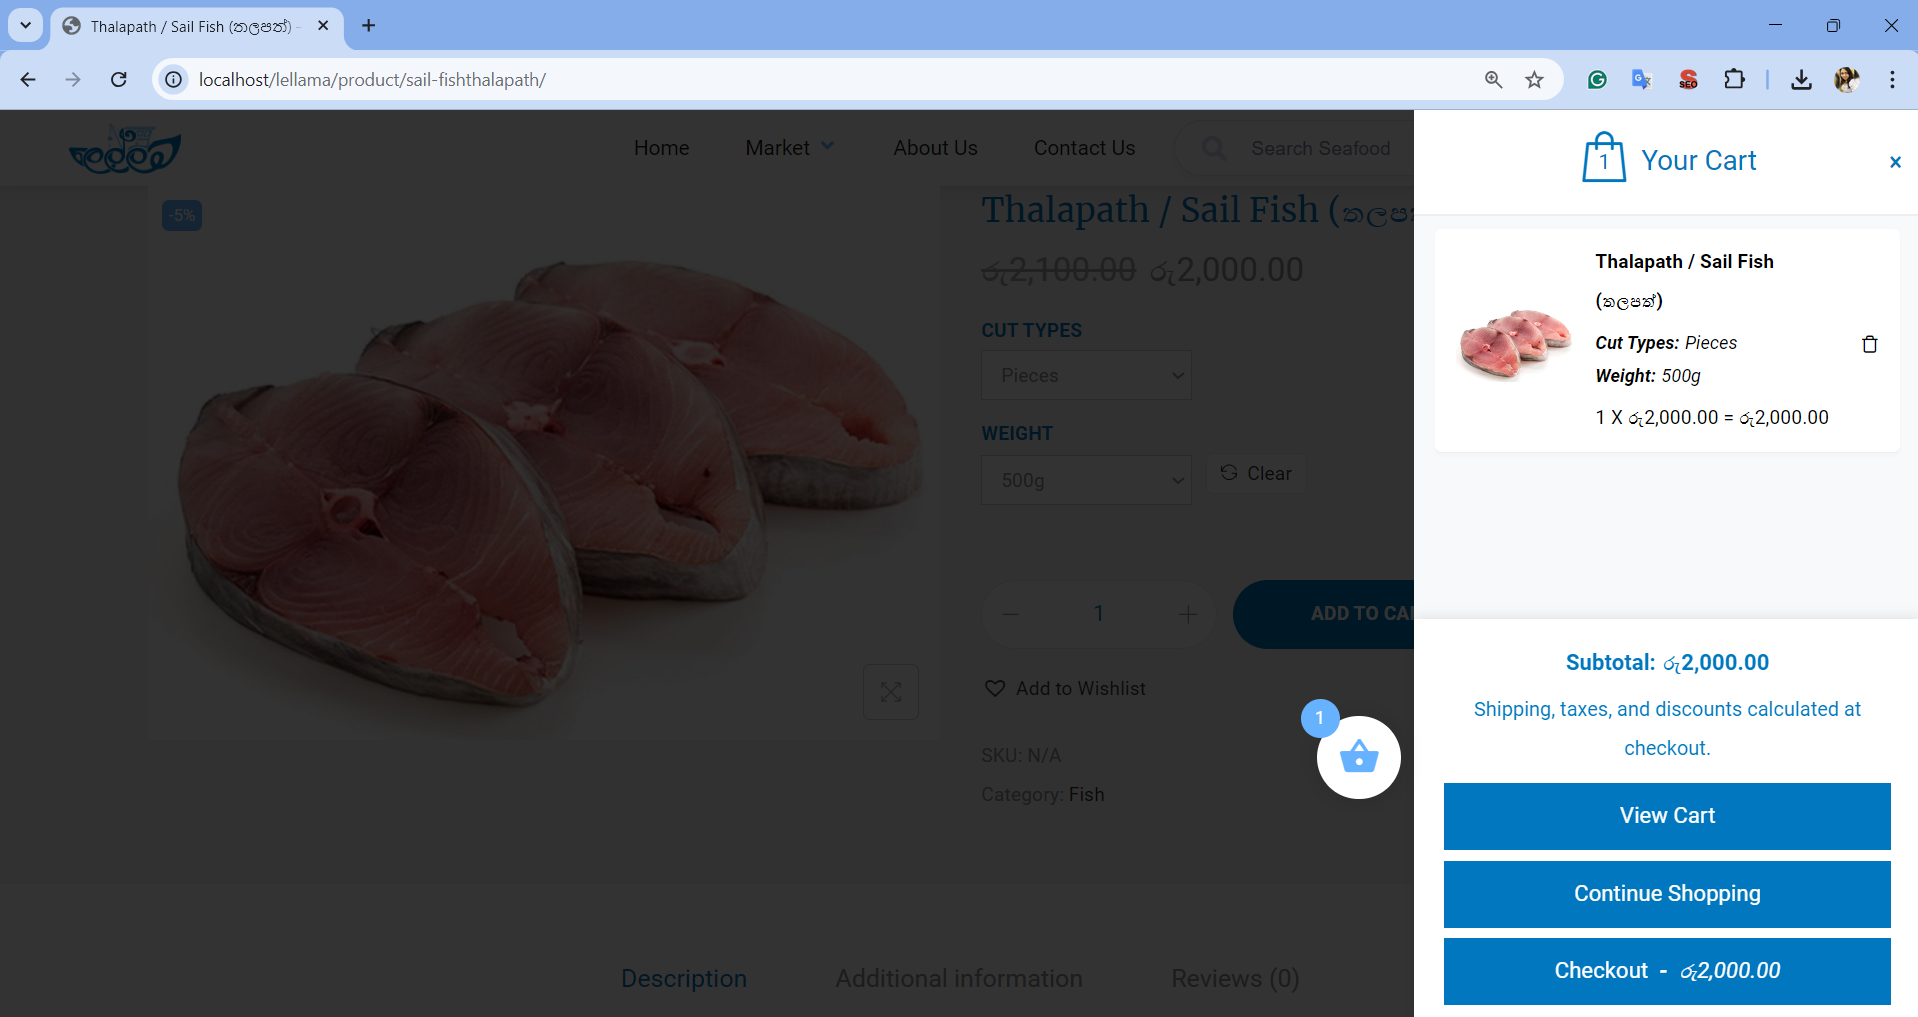 Thalapath / Sail Fish (තලපත්) -
localhost/lellama/product/sail-fishthalapath/
SEO
Home
Market
About Us
Contact Us
Search Seafood
-5%
Thalapath / Sail Fish (තලප
රු2,100.00 රු2,000.00
CUT TYPES
Pieces
WEIGHT
500g
Clear
1
ADD TO CA
Add to Wishlist
SKU: N/A
Category: Fish
1
Description
Additional information
Reviews (0)
1
Your Cart
×
Thalapath / Sail Fish
(තලපත්)
Cut Types: Pieces
Weight: 500g
1 X රු2,000.00 = රු2,000.00
Subtotal: රු2,000.00
Shipping, taxes, and discounts calculated at
checkout.
View Cart
Continue Shopping
Checkout - රු2,000.00